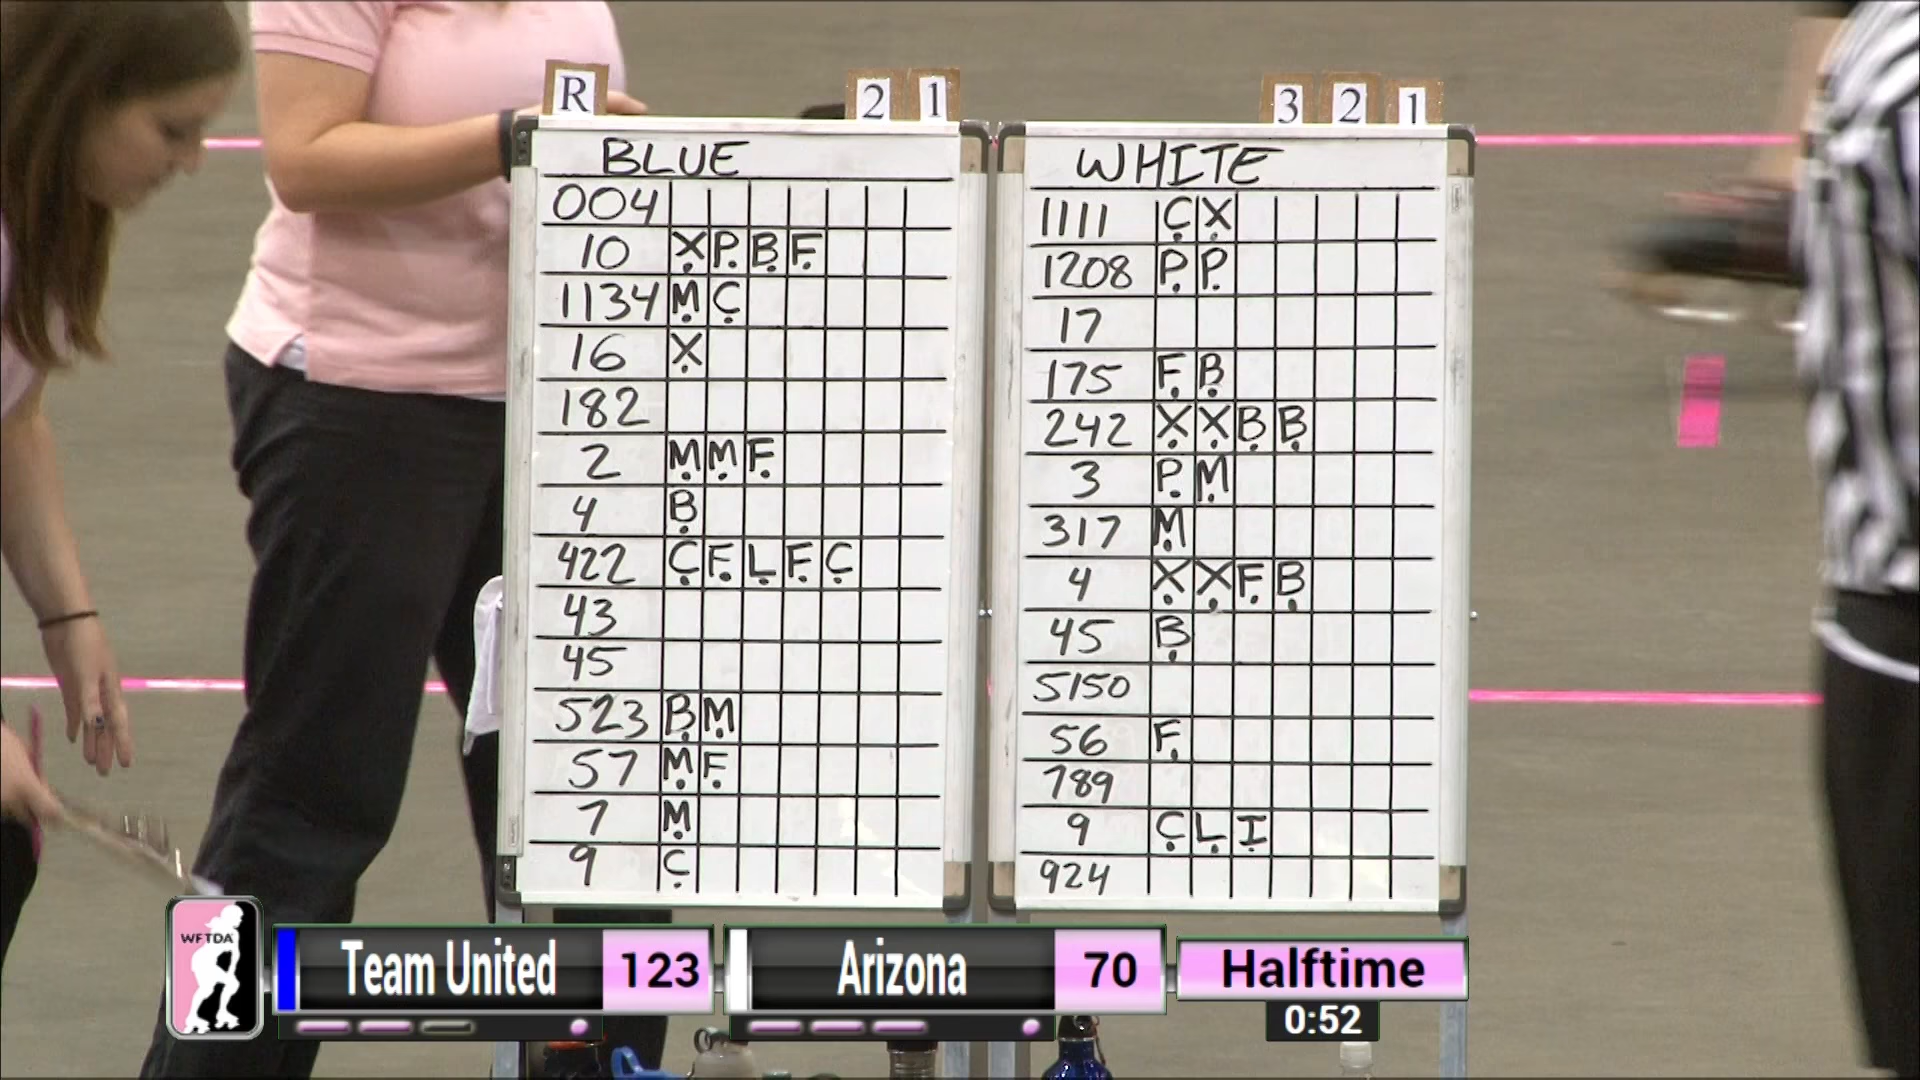 R 2 1
BLUE
004
10 X P B F
1134 M C
16 X
182
2 M M F
4 B
422 C F L F C
43
45
523 B M
57 M F
7 M
9 C
3 2 1
WHITE
1111 C X
1208 P P
17
175 F B
242 X X B B
3 P M
317 M
4 X X F B
45 B
5150
56 F
789
9 C L I
924
WFTDA
Team United 123
Arizona 70
Halftime
0:52